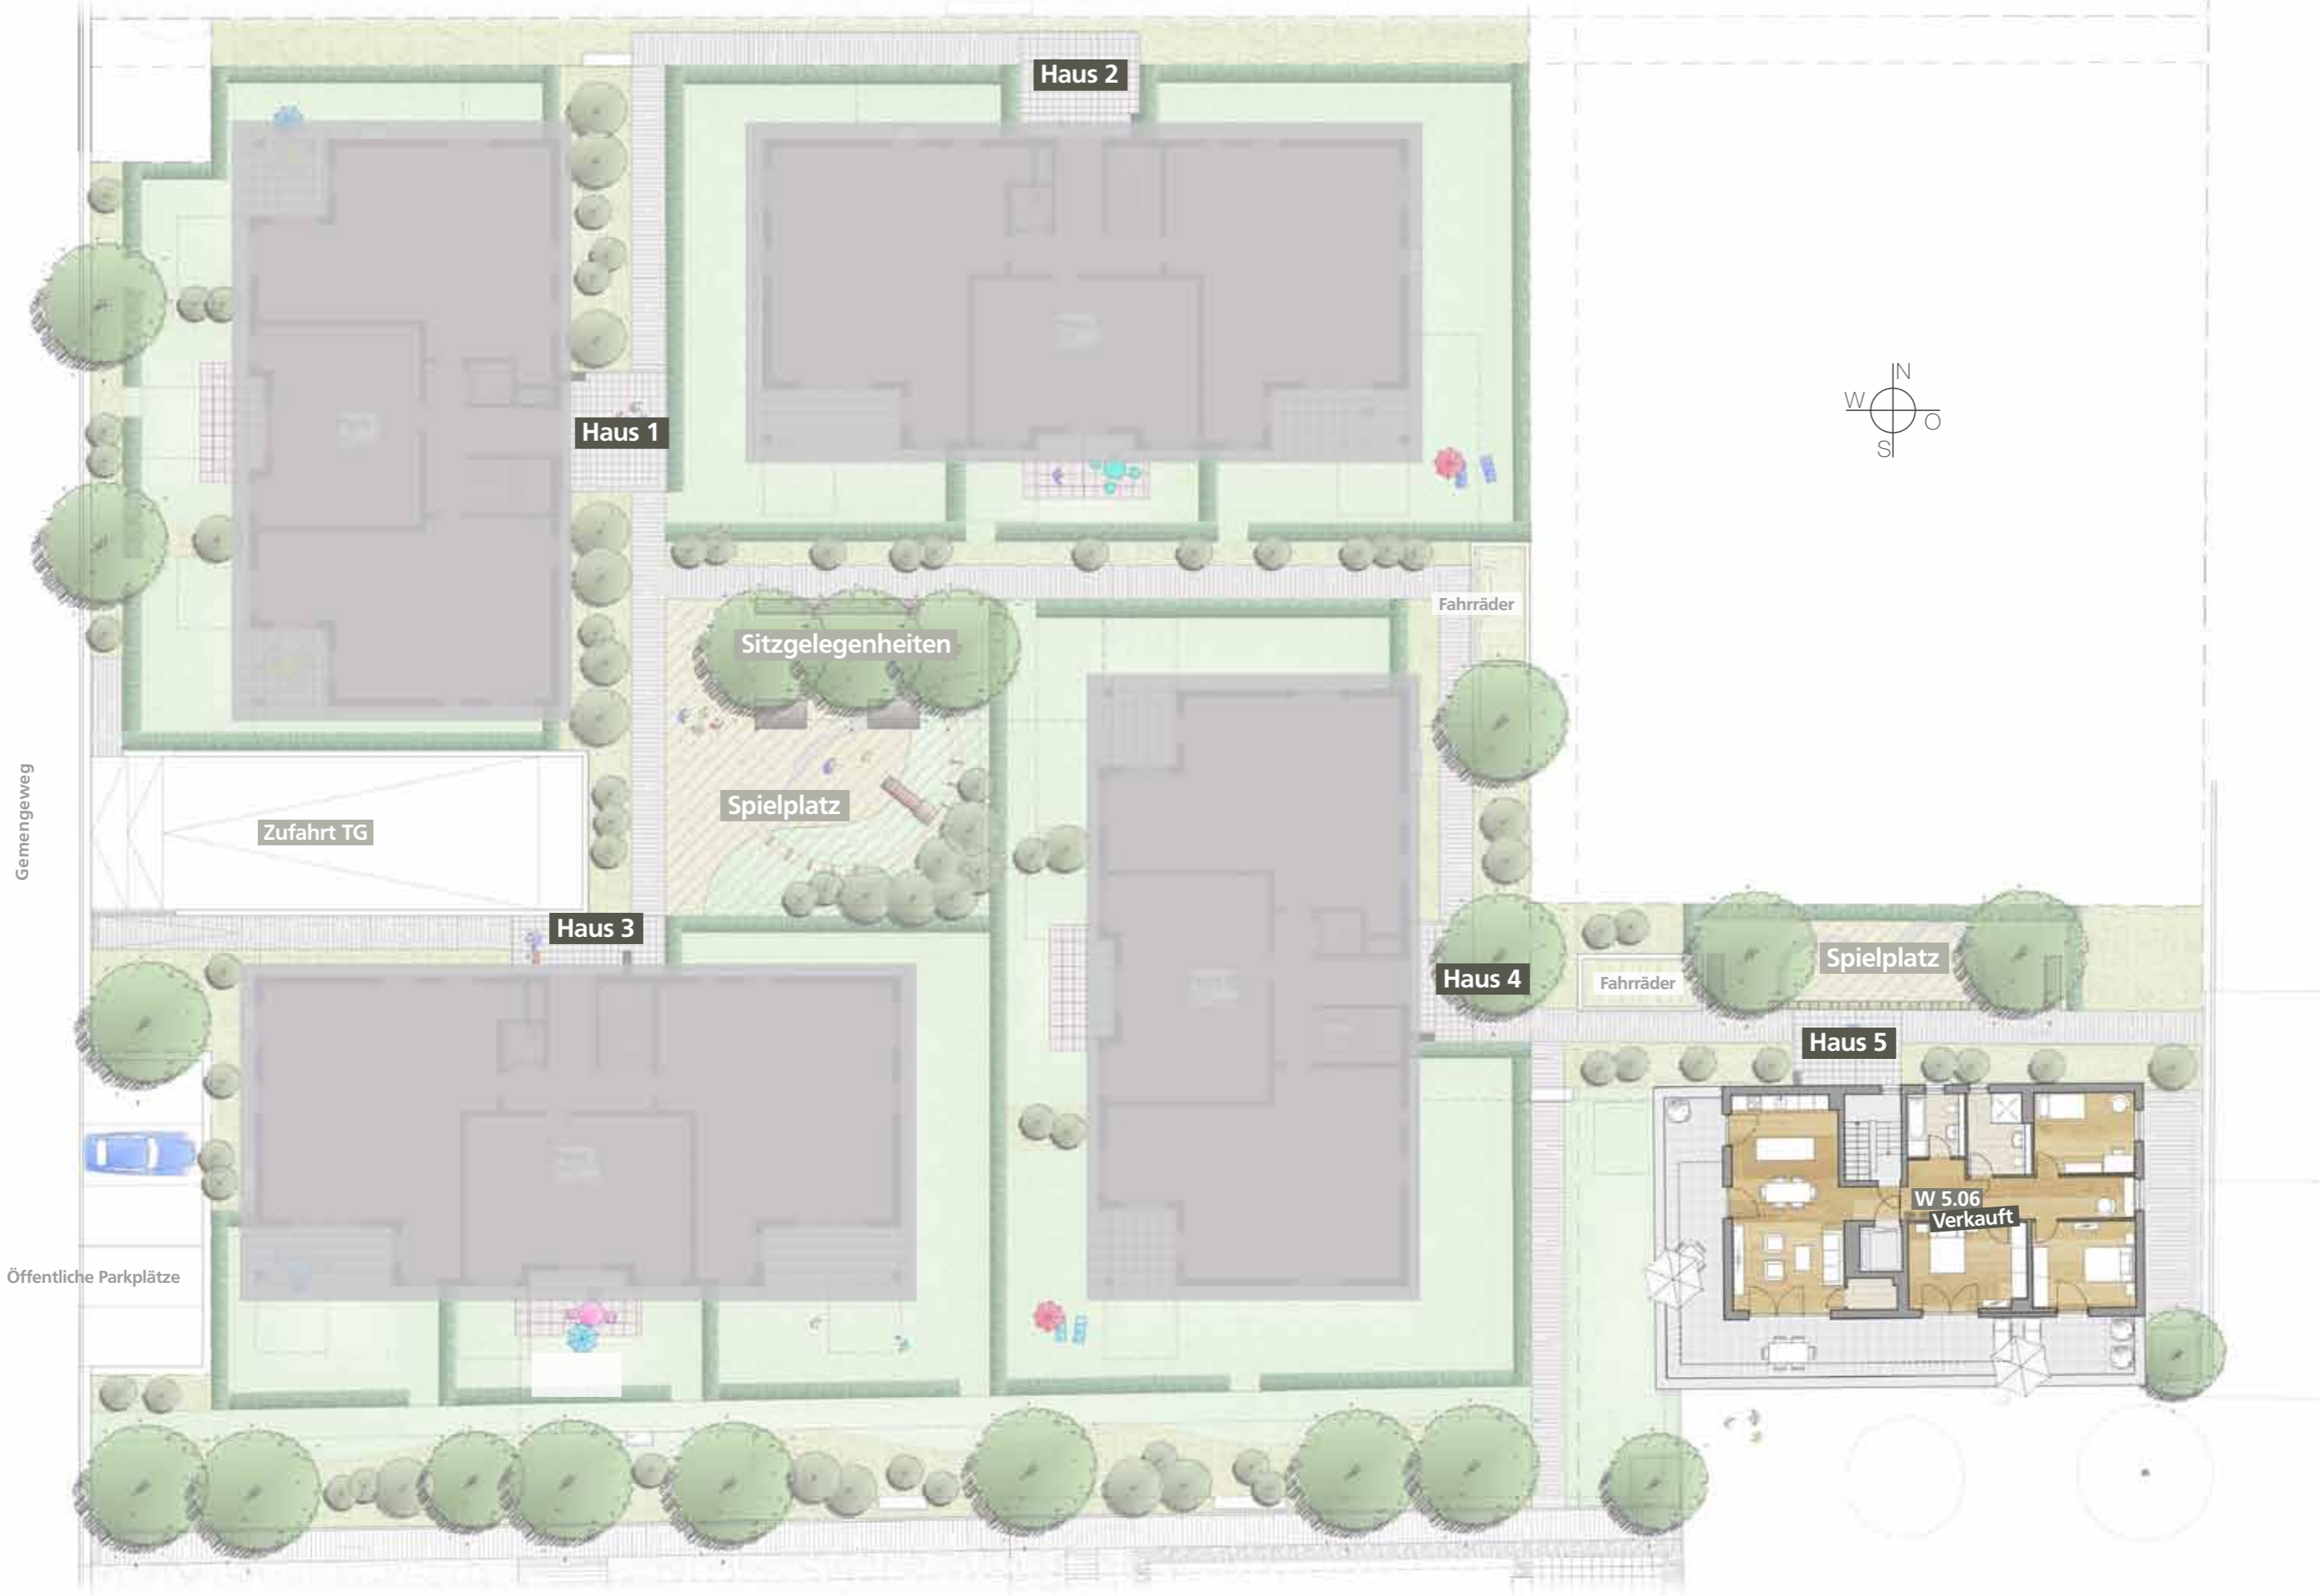 Haus 2
N
W
O
S
Haus 1
Fahrräder
Sitzgelegenheiten
Gemengeweg
Spielplatz
Zufahrt TG
Haus 3
Spielplatz
Haus 4
Fahrräder
Haus 5
W 5.06
Verkauft
Öffentliche Parkplätze